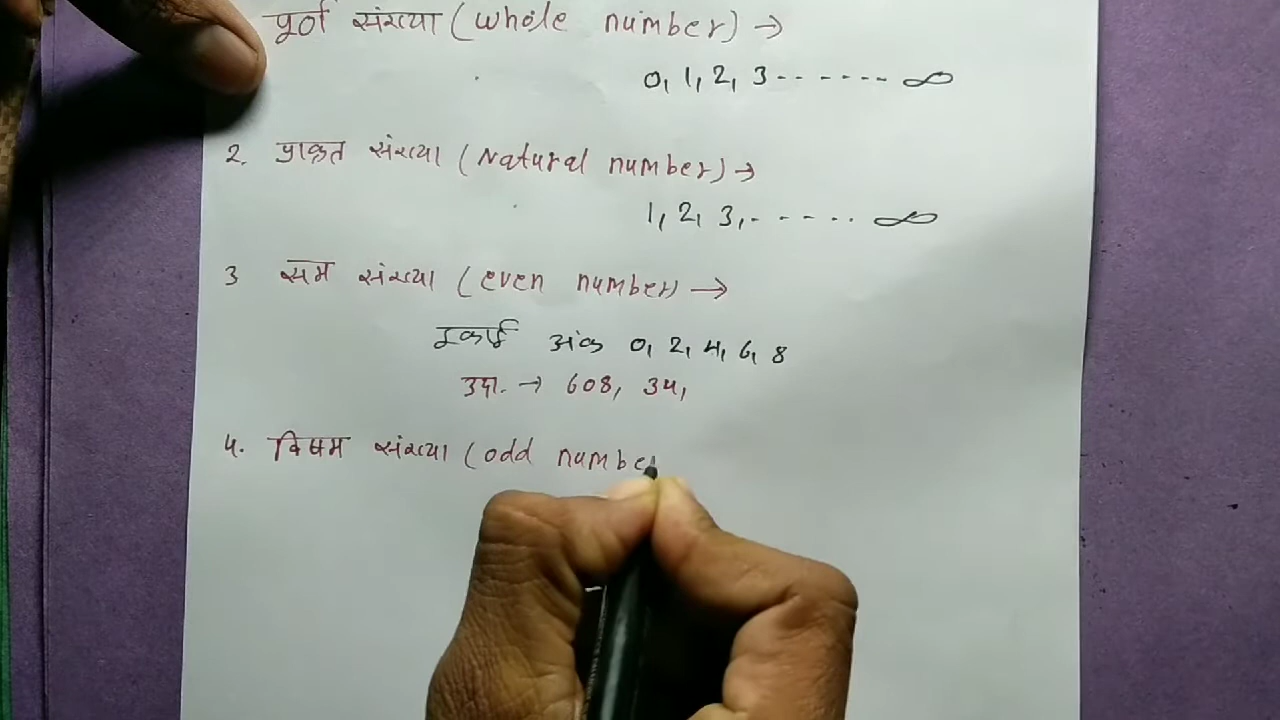 पूर्ण संख्या (whole number) →
0, 1, 2, 3------- ∞
2. प्राकृत संख्या (Natural number) →
1, 2, 3, ------ ∞
3 सम संख्या (even number) →
इकाई अंक 0, 2, 4, 6, 8
उदा. → 608, 34,
4. विषम संख्या (odd numbe